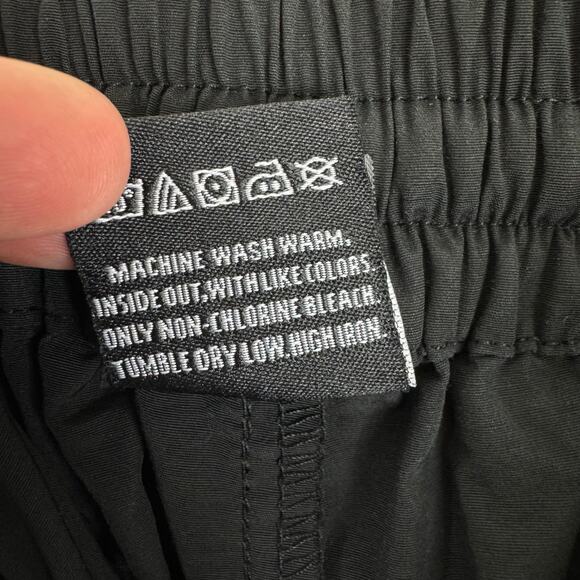 MACHINE WASH WARM,
INSIDE OUT, WITH LIKE COLORS.
ONLY NON-CHLORINE BLEACH.
TUMBLE DRY LOW. HIGH IRON.